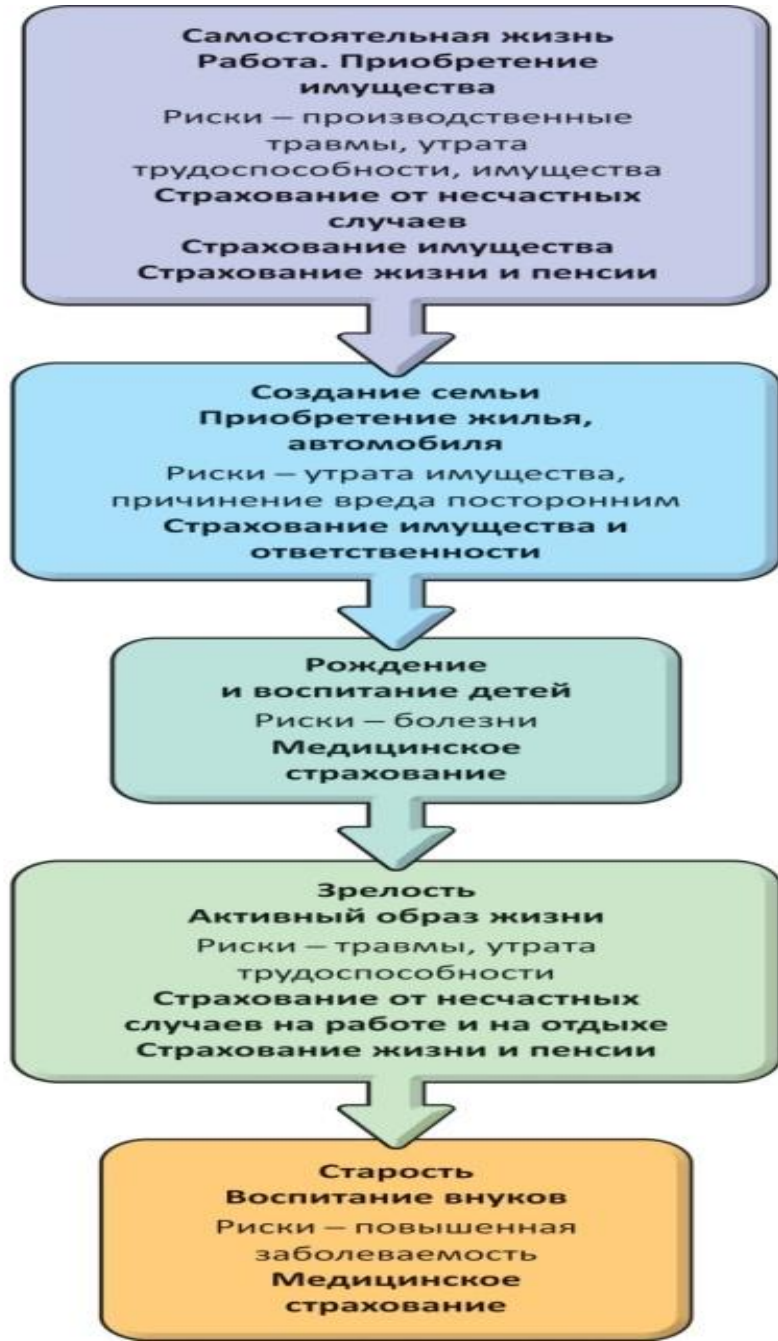 Самостоятельная жизнь
Работа. Приобретение
имущества
Риски – производственные
травмы, утрата
трудоспособности, имущества
Страхование от несчастных
случаев
Страхование имущества
Страхование жизни и пенсии
Создание семьи
Приобретение жилья,
автомобиля
Риски – утрата имущества,
причинение вреда посторонним
Страхование имущества и
ответственности
Рождение
и воспитание детей
Риски – болезни
Медицинское
страхование
Зрелость
Активный образ жизни
Риски – травмы, утрата
трудоспособности
Страхование от несчастных
случаев на работе и на отдыхе
Страхование жизни и пенсии
Старость
Воспитание внуков
Риски – повышенная
заболеваемость
Медицинское
страхование